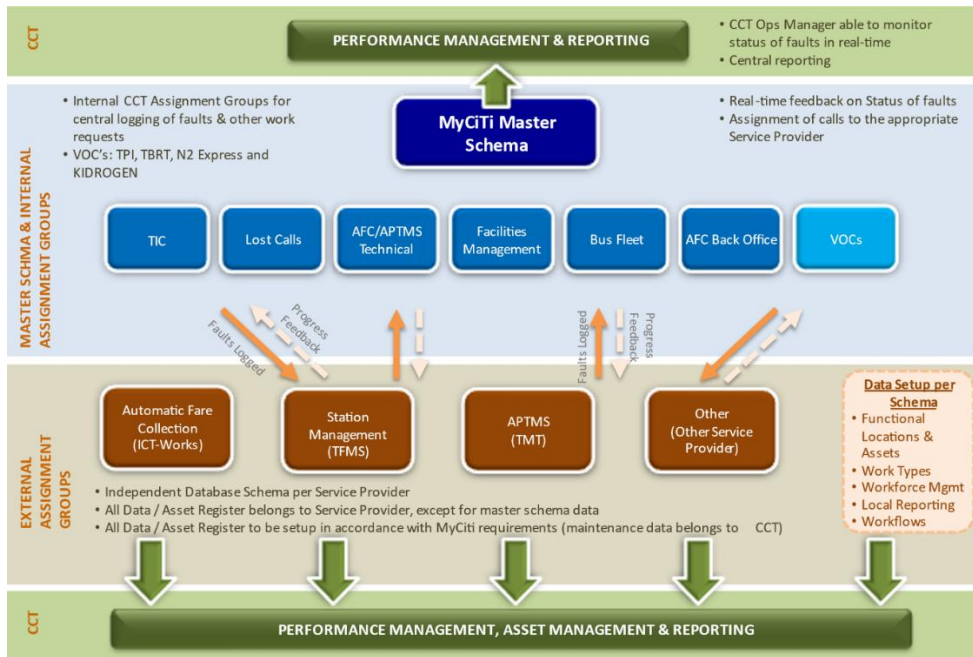 CCT
PERFORMANCE MANAGEMENT & REPORTING
• CCT Ops Manager able to monitor
status of faults in real-time
• Central reporting
MASTER SCHMA & INTERNAL
ASSIGNMENT GROUPS
• Internal CCT Assignment Groups for
central logging of faults & other work
requests
• VOC's: TPI, TBRT, N2 Express and
KIDROGEN
MyCiTi Master
Schema
• Real-time feedback on Status of faults
• Assignment of calls to the appropriate
Service Provider
TIC
Lost Calls
AFC/APTMS
Technical
Facilities
Management
Bus Fleet
AFC Back Office
VOCs
Faults Logged
Progress
Feedback
Faults Logged
Progress
Feedback
EXTERNAL
ASSIGNMENT
GROUPS
Automatic Fare
Collection
(ICT-Works)
Station
Management
(TFMS)
APTMS
(TMT)
Other
(Other Service
Provider)
Data Setup per
Schema
• Functional
Locations &
Assets
• Work Types
• Workforce Mgmt
• Local Reporting
• Workflows
• Independent Database Schema per Service Provider
• All Data / Asset Register belongs to Service Provider, except for master schema data
• All Data / Asset Register to be setup in accordance with MyCiti requirements (maintenance data belongs to CCT)
CCT
PERFORMANCE MANAGEMENT, ASSET MANAGEMENT & REPORTING